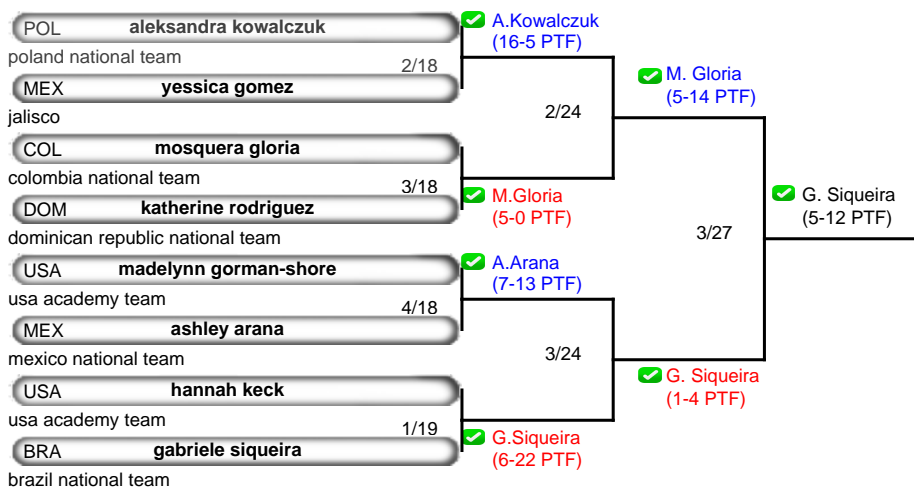 POL aleksandra kowalczuk
poland national team
2/18
MEX yessica gomez
jalisco
COL mosquera gloria
colombia national team
3/18
DOM katherine rodriguez
dominican republic national team
USA madelynn gorman-shore
usa academy team
4/18
MEX ashley arana
mexico national team
USA hannah keck
usa academy team
1/19
BRA gabriele siqueira
brazil national team
A.Kowalczuk
(16-5 PTF)
2/24
M.Gloria
(5-0 PTF)
A.Arana
(7-13 PTF)
3/24
G.Siqueira
(6-22 PTF)
M. Gloria
(5-14 PTF)
3/27
G. Siqueira
(1-4 PTF)
G. Siqueira
(5-12 PTF)